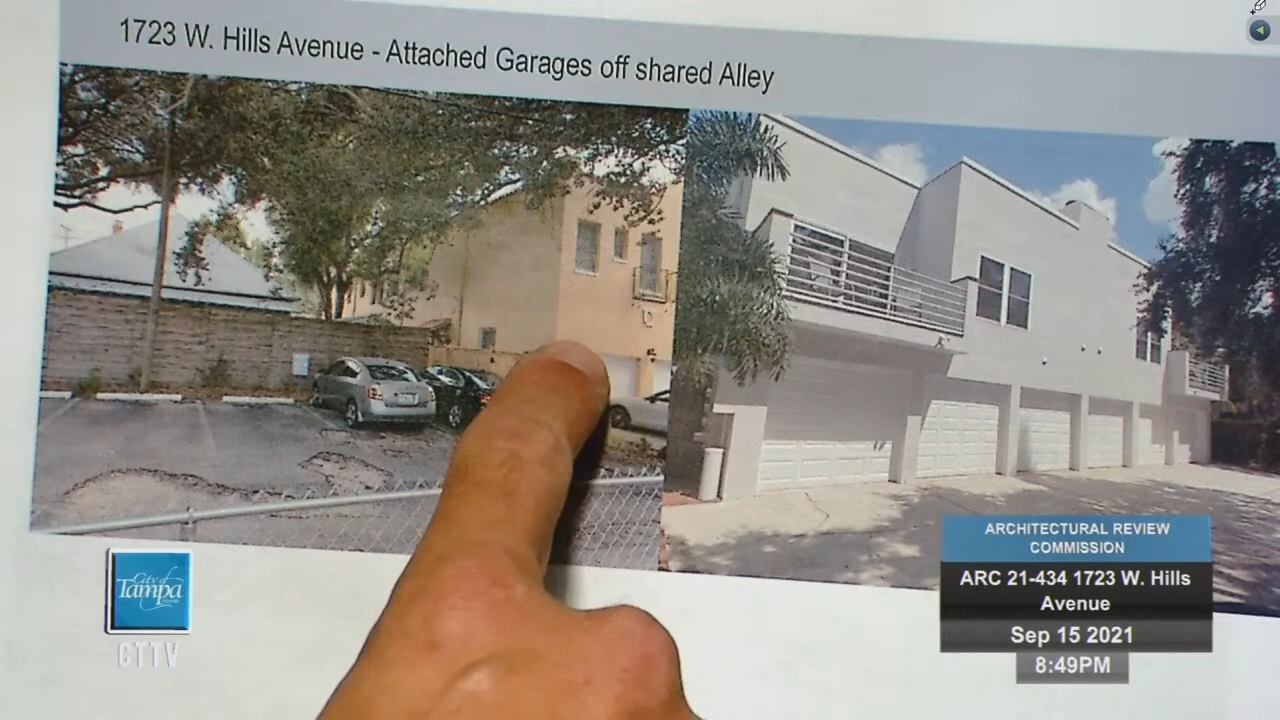 1723 W. Hills Avenue - Attached Garages off shared Alley
City of
Tampa
GTTV
ARCHITECTURAL REVIEW
COMMISSION
ARC 21-434 1723 W. Hills
Avenue
Sep 15 2021
8:49PM